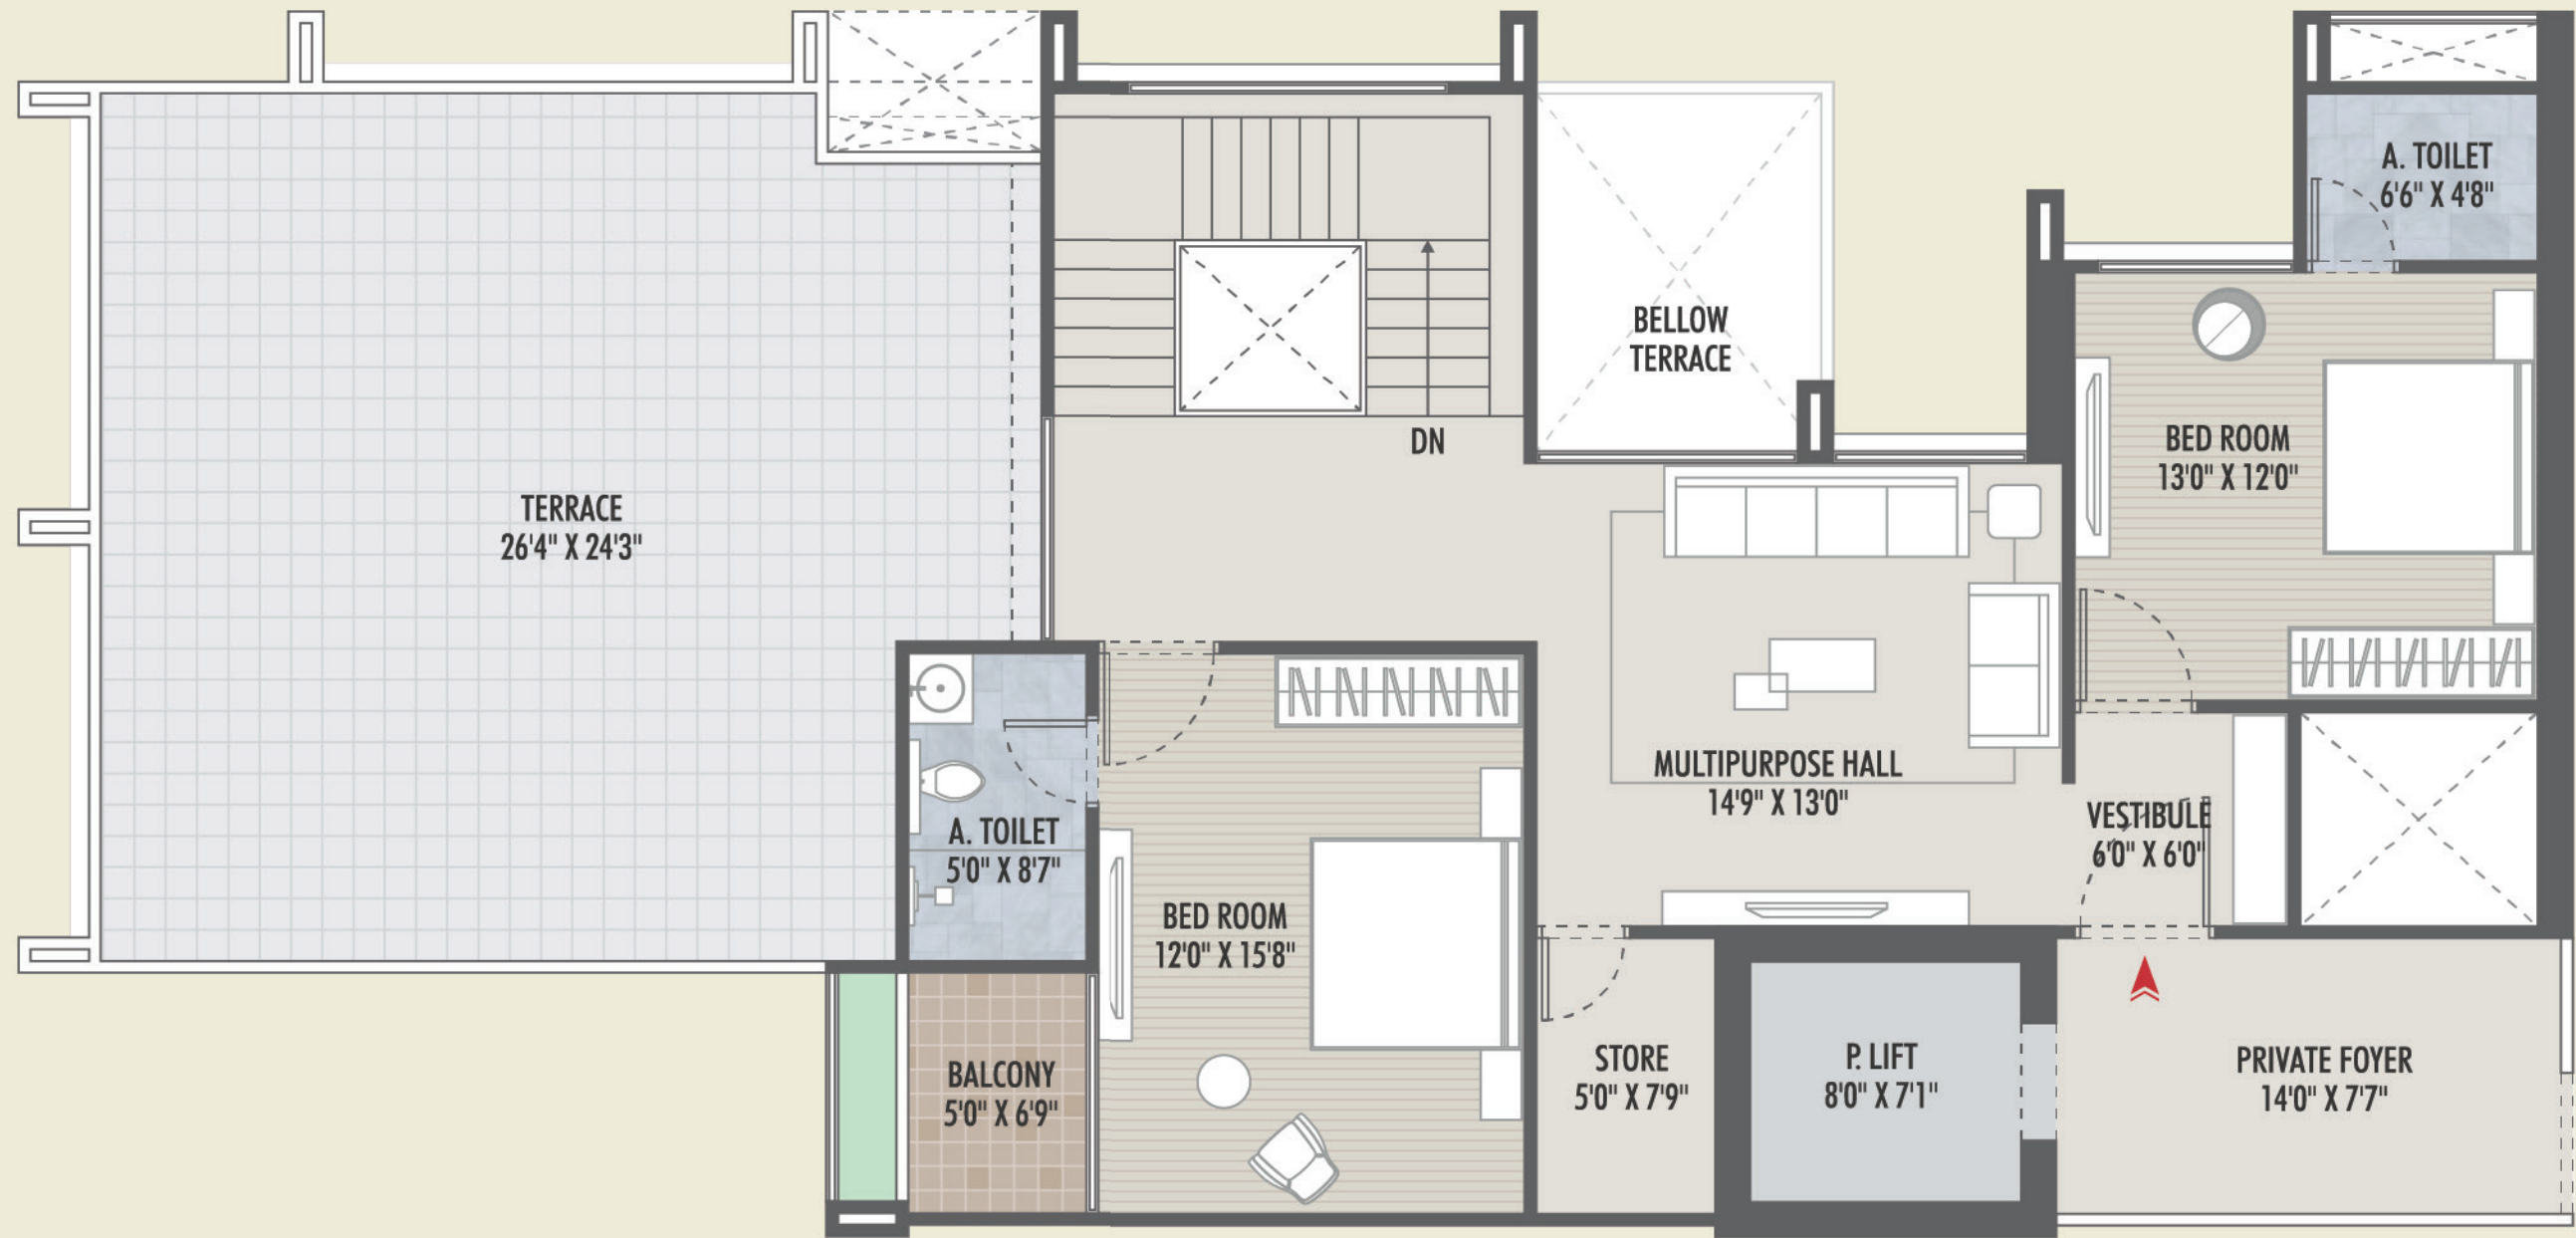 A. TOILET
6'6" X 4'8"
BELLOW
TERRACE
DN
BED ROOM
13'0" X 12'0"
TERRACE
26'4" X 24'3"
MULTIPURPOSE HALL
14'9" X 13'0"
VESTIBULE
6'0" X 6'0"
A. TOILET
5'0" X 8'7"
BED ROOM
12'0" X 15'8"
BALCONY
5'0" X 6'9"
STORE
5'0" X 7'9"
P. LIFT
8'0" X 7'1"
PRIVATE FOYER
14'0" X 7'7"